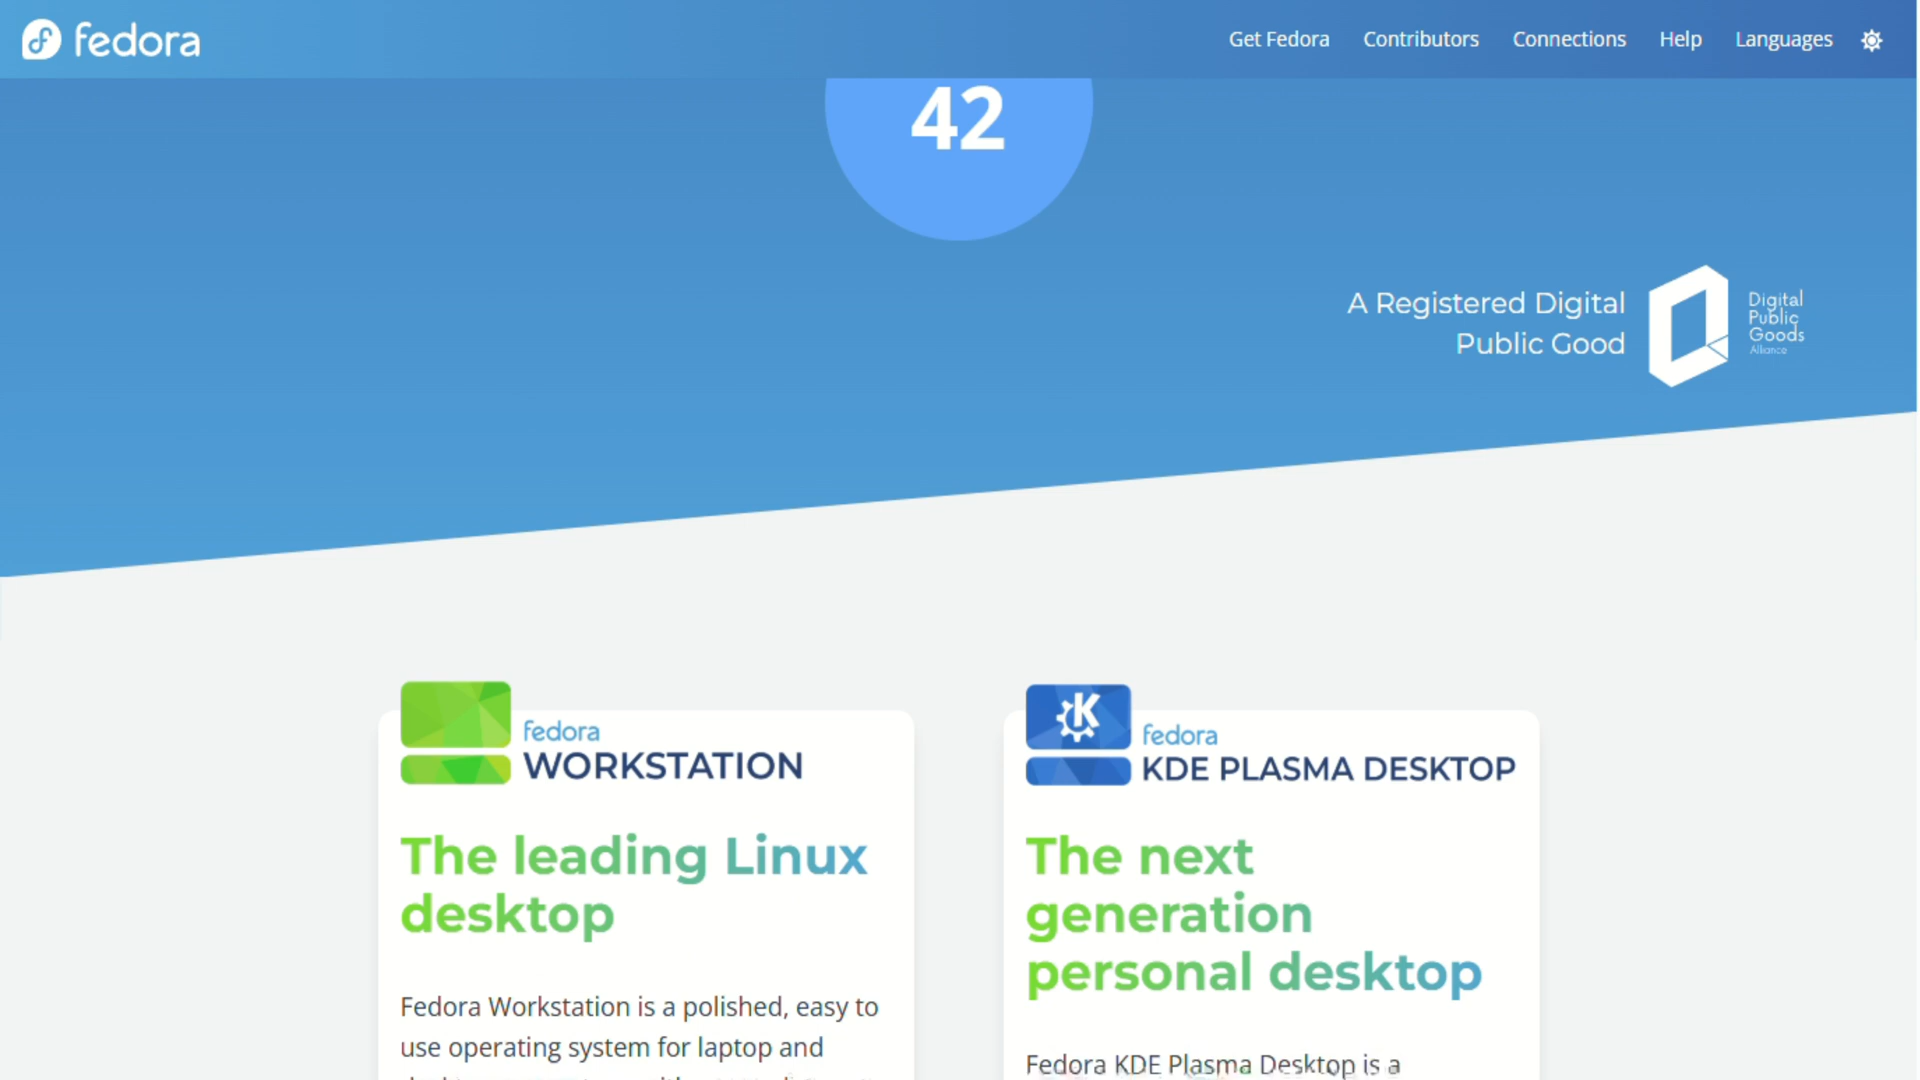 fedora
Get Fedora
Contributors
Connections
Help
Languages
42
A Registered Digital
Public Good
Digital
Public
Goods
Alliance
fedora
WORKSTATION
The leading Linux
desktop
Fedora Workstation is a polished, easy to
use operating system for laptop and
fedora
KDE PLASMA DESKTOP
The next
generation
personal desktop
Fedora KDE Plasma Desktop is a